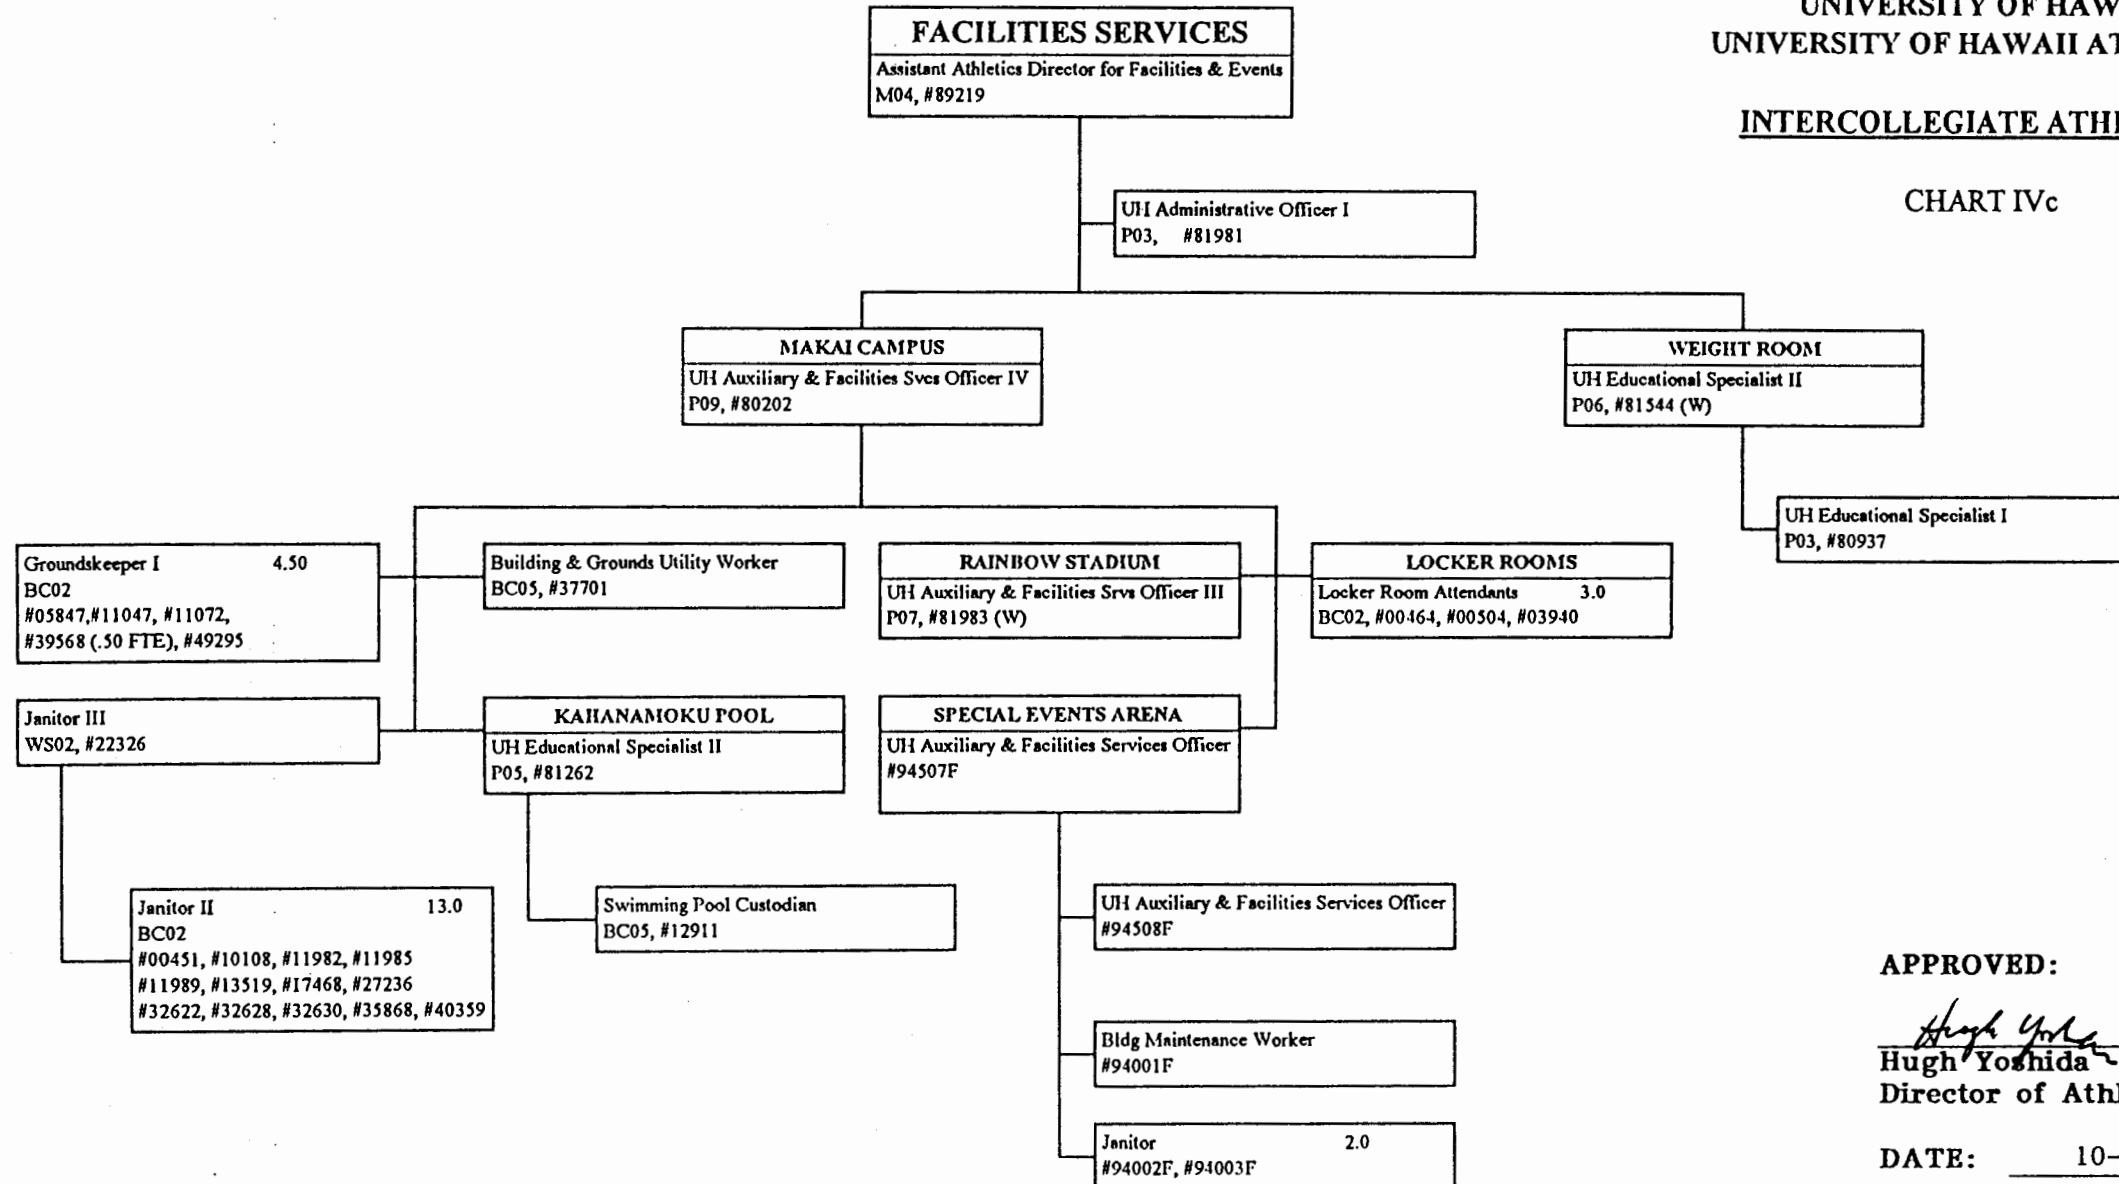 FACILITIES SERVICES
Assistant Athletics Director for Facilities & Events
M04, #89219
UNIVERSITY OF HAW
UNIVERSITY OF HAWAII AT
INTERCOLLEGIATE ATH
CHART IVc
UH Administrative Officer I
P03, #81981
MAKAI CAMPUS
UH Auxiliary & Facilities Svcs Officer IV
P09, #80202
WEIGHT ROOM
UH Educational Specialist II
P06, #81544 (W)
UH Educational Specialist I
P03, #80937
Groundskeeper I 4.50
BC02
#05847,#11047, #11072,
#39568 (.50 FTE), #49295
Building & Grounds Utility Worker
BC05, #37701
RAINBOW STADIUM
UH Auxiliary & Facilities Srvs Officer III
P07, #81983 (W)
LOCKER ROOMS
Locker Room Attendants 3.0
BC02, #00464, #00504, #03940
Janitor III
WS02, #22326
KAHANAMOKU POOL
UH Educational Specialist II
P05, #81262
SPECIAL EVENTS ARENA
UH Auxiliary & Facilities Services Officer
#94507F
Janitor II 13.0
BC02
#00451, #10108, #11982, #11985
#11989, #13519, #17468, #27236
#32622, #32628, #32630, #35868, #40359
Swimming Pool Custodian
BC05, #12911
UH Auxiliary & Facilities Services Officer
#94508F
Bldg Maintenance Worker
#94001F
Janitor 2.0
#94002F, #94003F
APPROVED:
Hugh Yoshida
Director of Athl
DATE: 10-